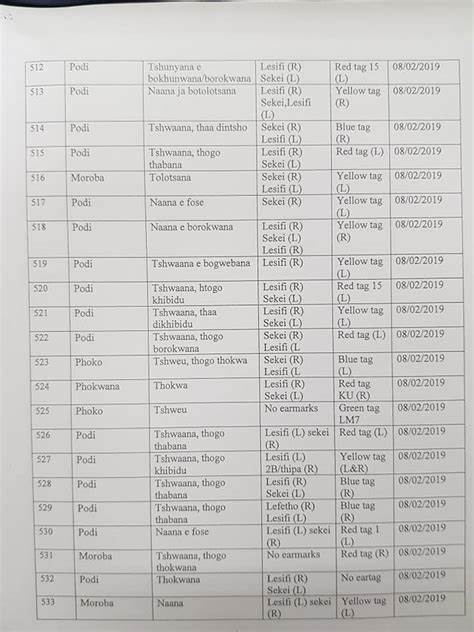 512 Podi Tshunyana e Lesifi (R) Red tag 15 08/02/2019
bokhunwana/borokwana Sekei (L) (L)
513 Podi Naana ja botolotsana Lesifi (R) Yellow tag 08/02/2019
Sekei,Lesifi (R)
(L)
514 Podi Tshwaana, thaa dintsho Sekei (R) Blue tag 08/02/2019
Lesifi (L) (R)
515 Podi Tshwaana, thogo Lesifi (R) Red tag (L) 08/02/2019
thabana Sekei (L)
516 Moroba Tolotsana Sekei (R) Yellow tag 08/02/2019
Lesifi (L) (L)
517 Podi Naana e fose Sekei (R) Yellow tag 08/02/2019
(L)
518 Podi Naana e borokwana Lesifi (R) Yellow tag 08/02/2019
Sekei (L) (R)
Lesifi (L)
519 Podi Tshwaana e bogwebana Lesifi (R) Yellow tag 08/02/2019
(L)
520 Podi Tshwaana, htogo Lesifi (R) Red tag 15 08/02/2019
khibidu Sekei (L) (L)
521 Podi Tshwaana, thaa Lesifi (R) Yellow tag 08/02/2019
dikhibidu Sekei (L) (L)
522 Podi Tshwaana, thogo Sekei (R) Red tag (L) 08/02/2019
borokwana Lesifi (L
523 Phoko Tshweu, thogo thokwa Sekei (R) Blue tag 08/02/2019
Lesifi (L (L)
524 Phokwana Thokwa Lesifi (R) Red tag 08/02/2019
Sekei (L) KU (R)
525 Phoko Tshweu No earmarks Green tag 08/02/2019
LM7
526 Podi Tshwaana, thogo Lesifi (L) sekei Red tag (L) 08/02/2019
thabana (R)
527 Podi Tshwaana, thogo Lesifi (L) Yellow tag 08/02/2019
khibidu 2B/thipa (R) (L&R)
528 Podi Tshwaana, thogo Lesifi (R) Blue tag 08/02/2019
thabana Sekei (L) (R)
529 Podi Tshwaana, thogo Lefetho (R) Blue tag 08/02/2019
thabana Lesifi (L) (R)
530 Podi Naana e fose Lesifi (L) sekei Red tag 1 08/02/2019
(R) (L)
531 Moroba Tshwaana, thogo No earmarks Red tag (R) 08/02/2019
thokwana
532 Podi Thokwana Lesifi (R) No eartag 08/02/2019
Sekei (L)
533 Moroba Naana Lesifi (L) sekei Yellow tag 08/02/2019
(R) (L)